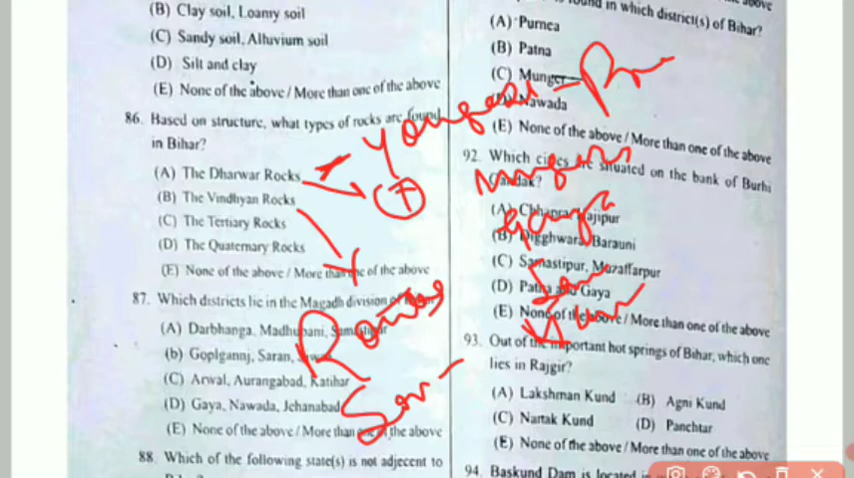 (B) Clay soil, Loamy soil
(C) Sandy soil, Alluvium soil
(D) Silt and clay
(E) None of the above / More than one of the above
86. Based on structure, what types of rocks are found
in Bihar?
(A) The Dharwar Rocks
(B) The Vindhyan Rocks
(C) The Tertiary Rocks
(D) The Quaternary Rocks
(E) None of the above / More than one of the above
87. Which districts lie in the Magadh division of
(A) Darbhanga, Madhubani, Samastipur
(b) Goplgannj, Saran,
(C) Arwal, Aurangabad, Katihar
(D) Gaya, Nawada, Jehanabad
(E) None of the above / More than one of the above
88. Which of the following state(s) is not adjecent to
found in which district(s) of Bihar?
(A) Purnea
(B) Patna
(C) Munger
(D) Nawada
(E) None of the above / More than one of the above
92. Which cities are situated on the bank of Burhi
Gandak?
(A) Chhapra, Hajipur
(B) Digghwara, Barauni
(C) Samastipur, Mozaffarpur
(D) Patna and Gaya
(E) None of the above / More than one of the above
93. Out of the important hot springs of Bihar, which one
lies in Rajgir?
(A) Lakshman Kund (B) Agni Kund
(C) Nartak Kund (D) Panchtar
(E) None of the above / More than one of the above
94. Baskund Dam is located in